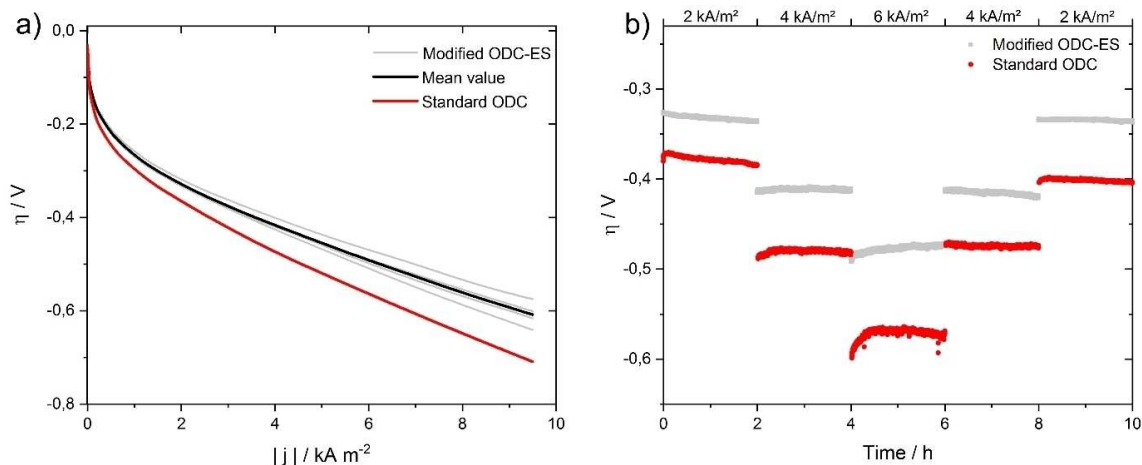 a)
0,0
-0,2
-0,4
-0,6
-0,8
η / V
Modified ODC-ES
Mean value
Standard ODC
0 2 4 6 8 10
| j | / kA m⁻²
b)
2 kA/m² 4 kA/m² 6 kA/m² 4 kA/m² 2 kA/m²
Modified ODC-ES
Standard ODC
-0,3
-0,4
-0,5
-0,6
η / V
0 2 4 6 8 10
Time / h